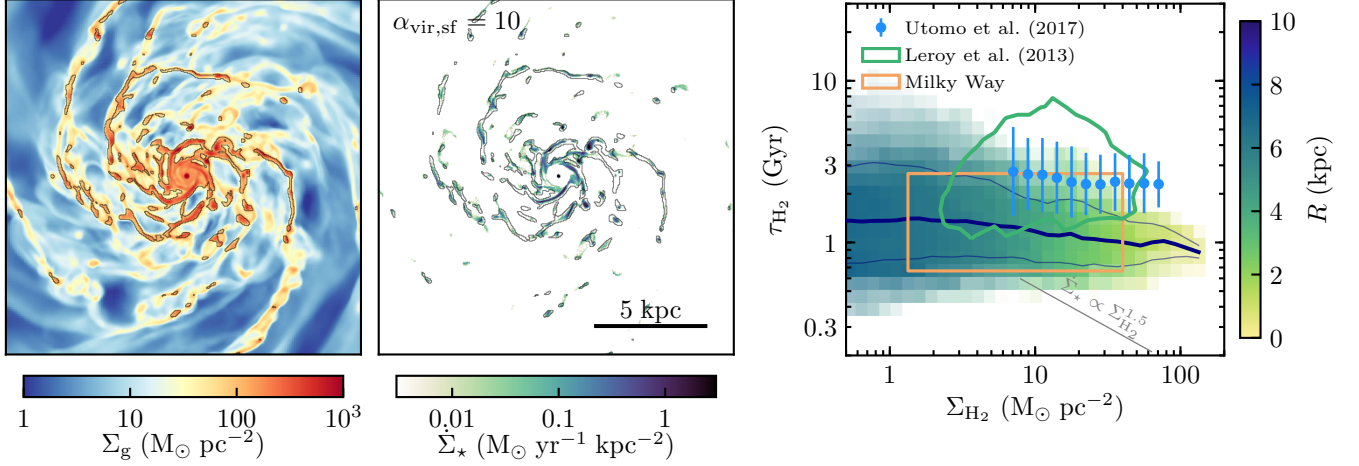 α_vir,sf = 10
5 kpc
1 10 100 10³
Σ_g (M_⊙ pc⁻²)
0.01 0.1 1
Σ̇_⋆ (M_⊙ yr⁻¹ kpc⁻²)
Utomo et al. (2017)
Leroy et al. (2013)
Milky Way
Σ̇_⋆ ∝ Σ_H₂^1.5
10
3
1
0.3
τ_H₂ (Gyr)
1 10 100
Σ_H₂ (M_⊙ pc⁻²)
10
8
6
4
2
0
R (kpc)